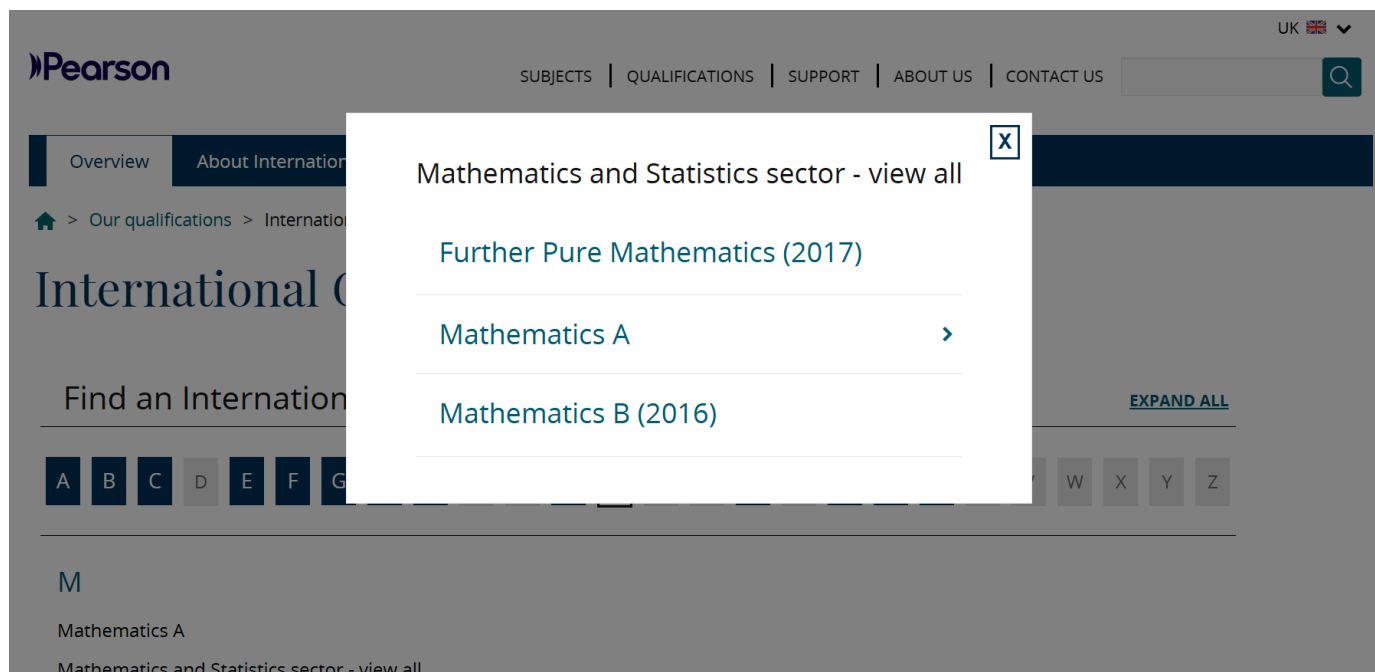 UK
Pearson
SUBJECTS QUALIFICATIONS SUPPORT ABOUT US CONTACT US
Overview About Internation
X
Mathematics and Statistics sector - view all
> Our qualifications > Internatio
Further Pure Mathematics (2017)
International
Mathematics A
Find an Internation
EXPAND ALL
Mathematics B (2016)
A B C D E F G W X Y Z
M
Mathematics A
Mathematics and Statistics sector - view all